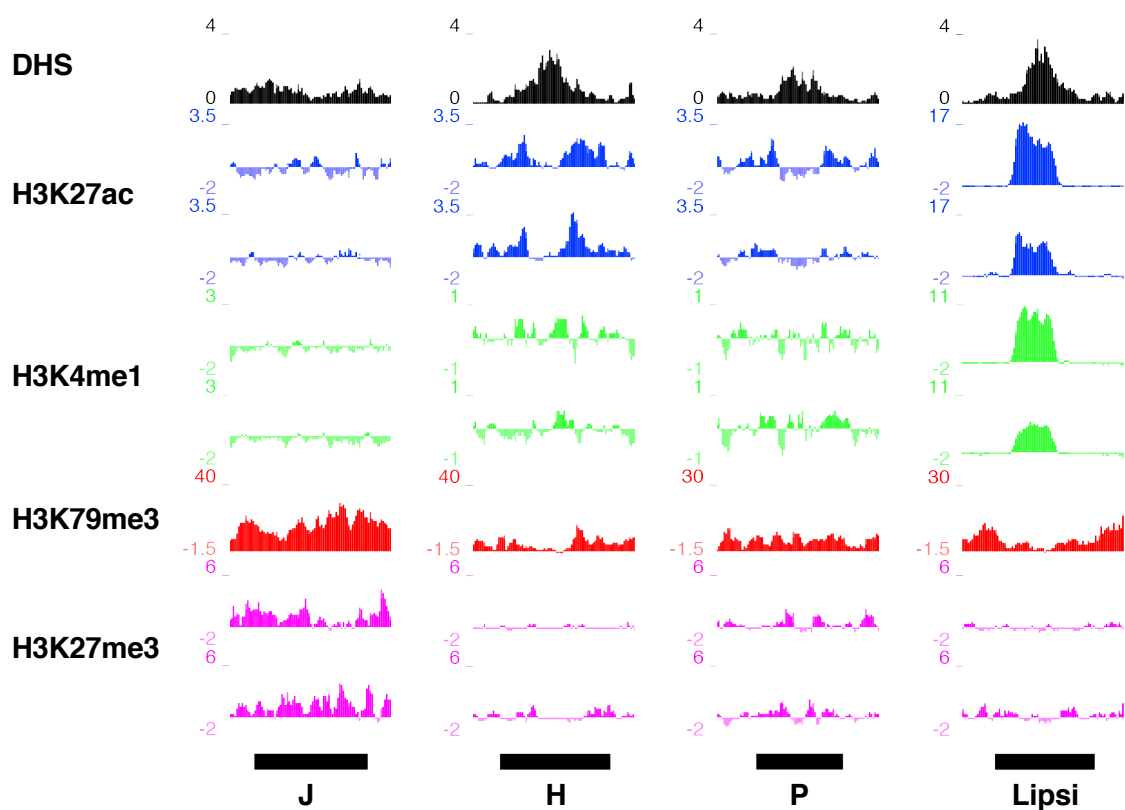 4 4 4 4
DHS
0 0 0 0
3.5 3.5 3.5 17
H3K27ac
-2 -2 -2 -2
3.5 3.5 3.5 17
-2 -2 -2 -2
3 1 1 11
H3K4me1
-2 -1 -1 -2
3 1 1 11
-2 -1 -1 -2
40 40 30 30
H3K79me3
-1.5 -1.5 -1.5 -1.5
6 6 6 6
H3K27me3
-2 -2 -2 -2
6 6 6 6
-2 -2 -2 -2
J H P Lipsi